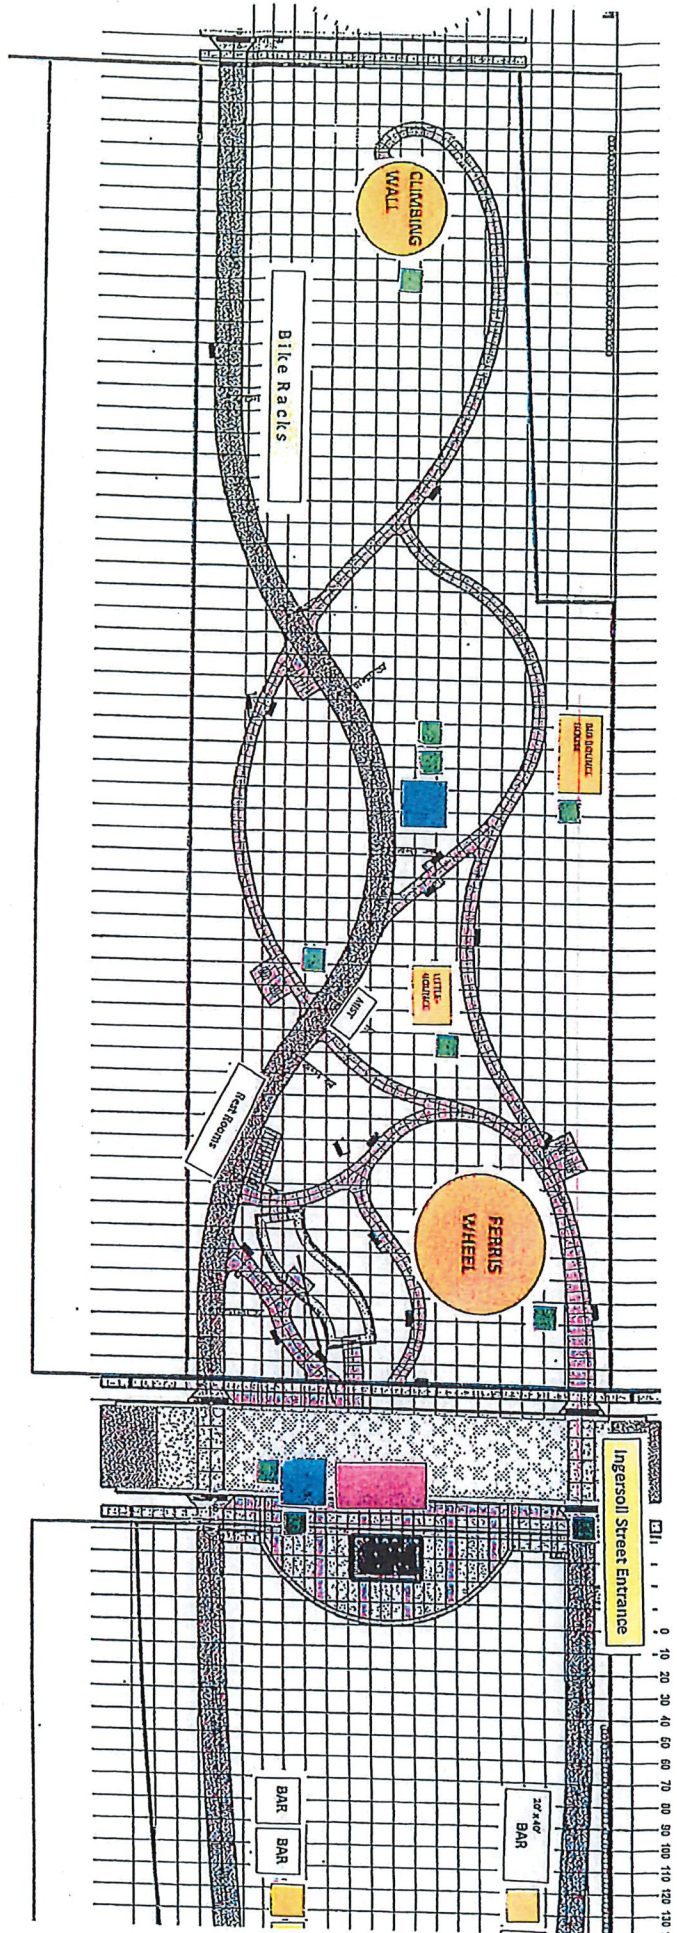 CLIMBING
WALL
Bike Racks
BIG BOUNCE
HOUSE
LITTLE
BOUNCE
MIST
Rest Rooms
FERRIS
WHEEL
Ingersoll Street Entrance
0 10 20 30 40 50 60 70 80 90 100 110 120 130
BAR
BAR
20' x 40'
BAR